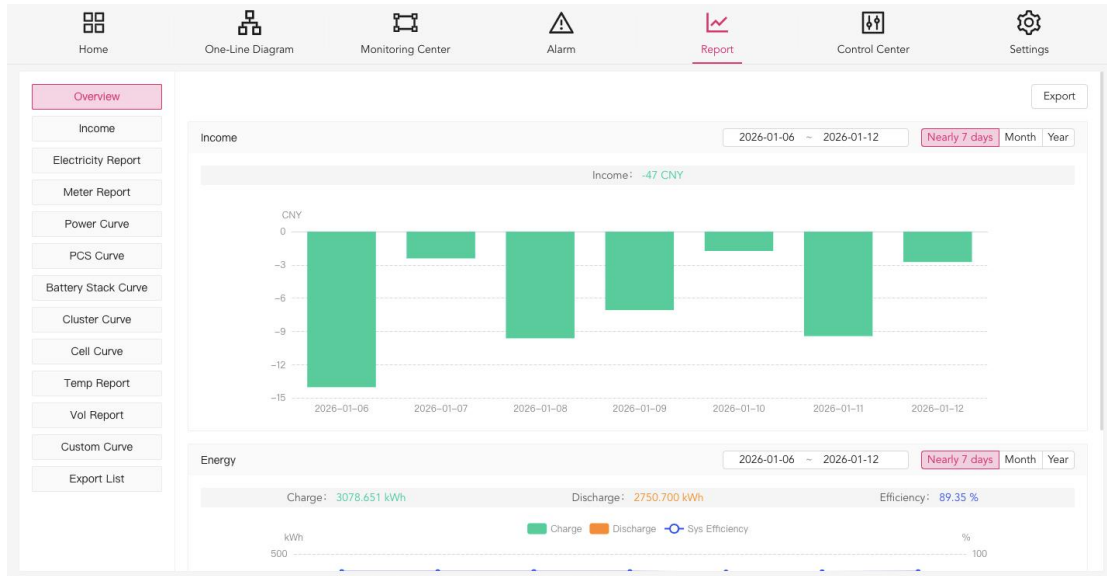 Home One-Line Diagram Monitoring Center Alarm Report Control Center Settings
Overview
Income
Electricity Report
Meter Report
Power Curve
PCS Curve
Battery Stack Curve
Cluster Curve
Cell Curve
Temp Report
Vol Report
Custom Curve
Export List
Export
Income 2026-01-06 ~ 2026-01-12 Nearly 7 days Month Year
Income: -47 CNY
CNY
0
-3
-6
-9
-12
-15
2026-01-06 2026-01-07 2026-01-08 2026-01-09 2026-01-10 2026-01-11 2026-01-12
Energy 2026-01-06 ~ 2026-01-12 Nearly 7 days Month Year
Charge: 3078.651 kWh Discharge: 2750.700 kWh Efficiency: 89.35 %
Charge Discharge Sys Efficiency
kWh %
500 100